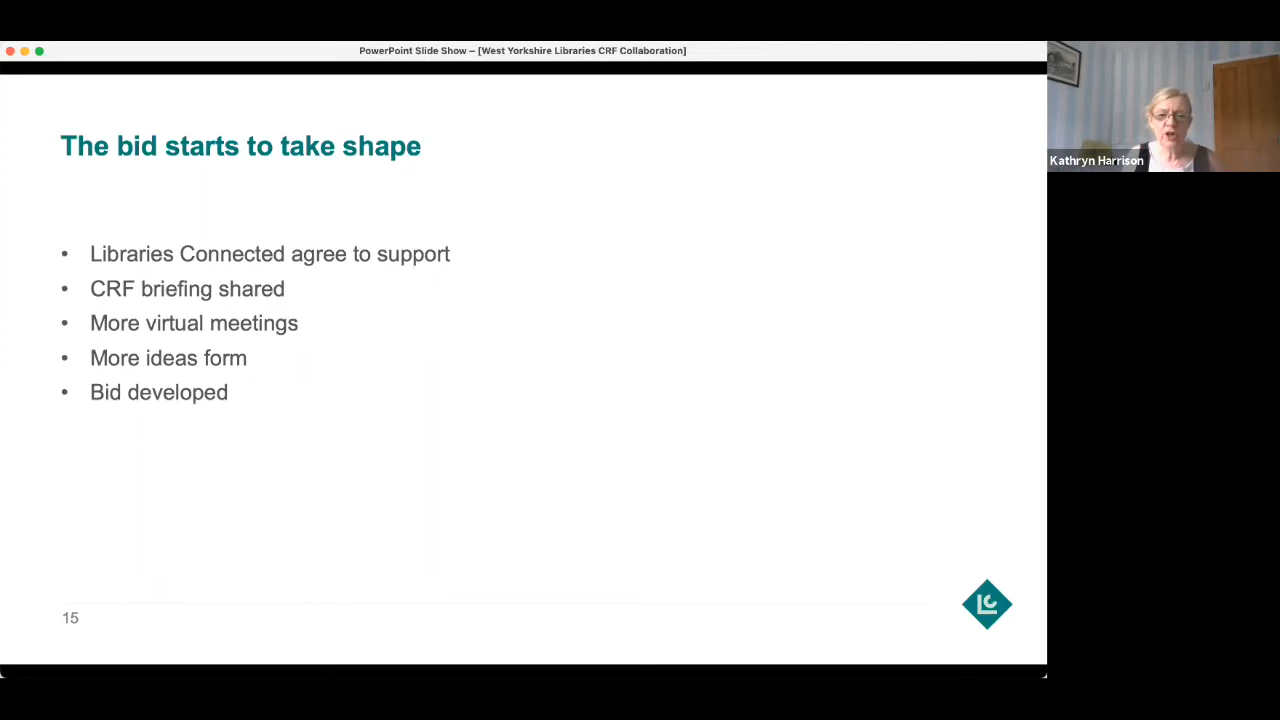 PowerPoint Slide Show – [West Yorkshire Libraries CRF Collaboration]
The bid starts to take shape
• Libraries Connected agree to support
• CRF briefing shared
• More virtual meetings
• More ideas form
• Bid developed
15
LC
Kathryn Harrison